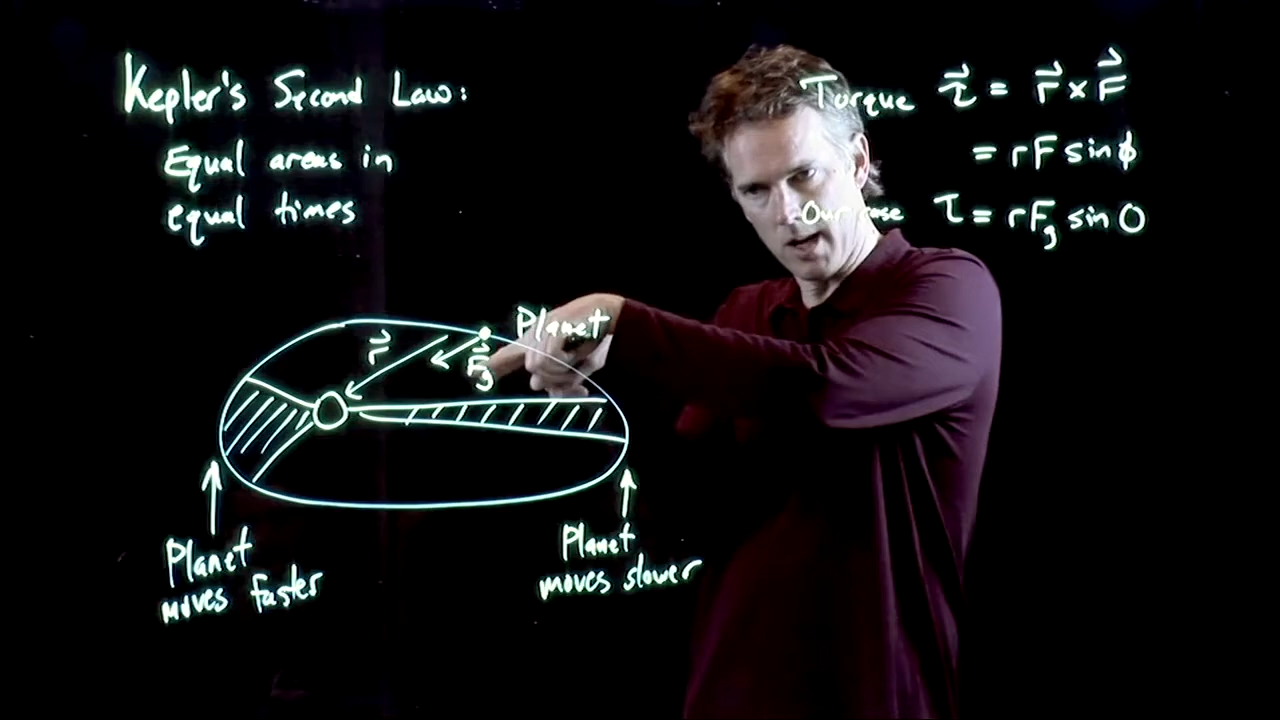 Kepler's Second Law:
Equal areas in
equal times
Torque τ⃗ = r⃗ × F⃗
= rF sinϕ
Our case τ = rFg sin 0
Planet
r⃗
F⃗g
Planet
moves faster
Planet
moves slower